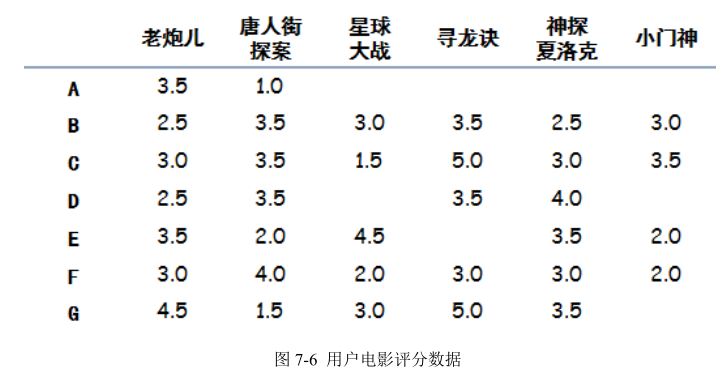 老炮儿 唐人街探案 星球大战 寻龙诀 神探夏洛克 小门神
A 3.5 1.0
B 2.5 3.5 3.0 3.5 2.5 3.0
C 3.0 3.5 1.5 5.0 3.0 3.5
D 2.5 3.5 3.5 4.0
E 3.5 2.0 4.5 3.5 2.0
F 3.0 4.0 2.0 3.0 3.0 2.0
G 4.5 1.5 3.0 5.0 3.5
图 7-6 用户电影评分数据